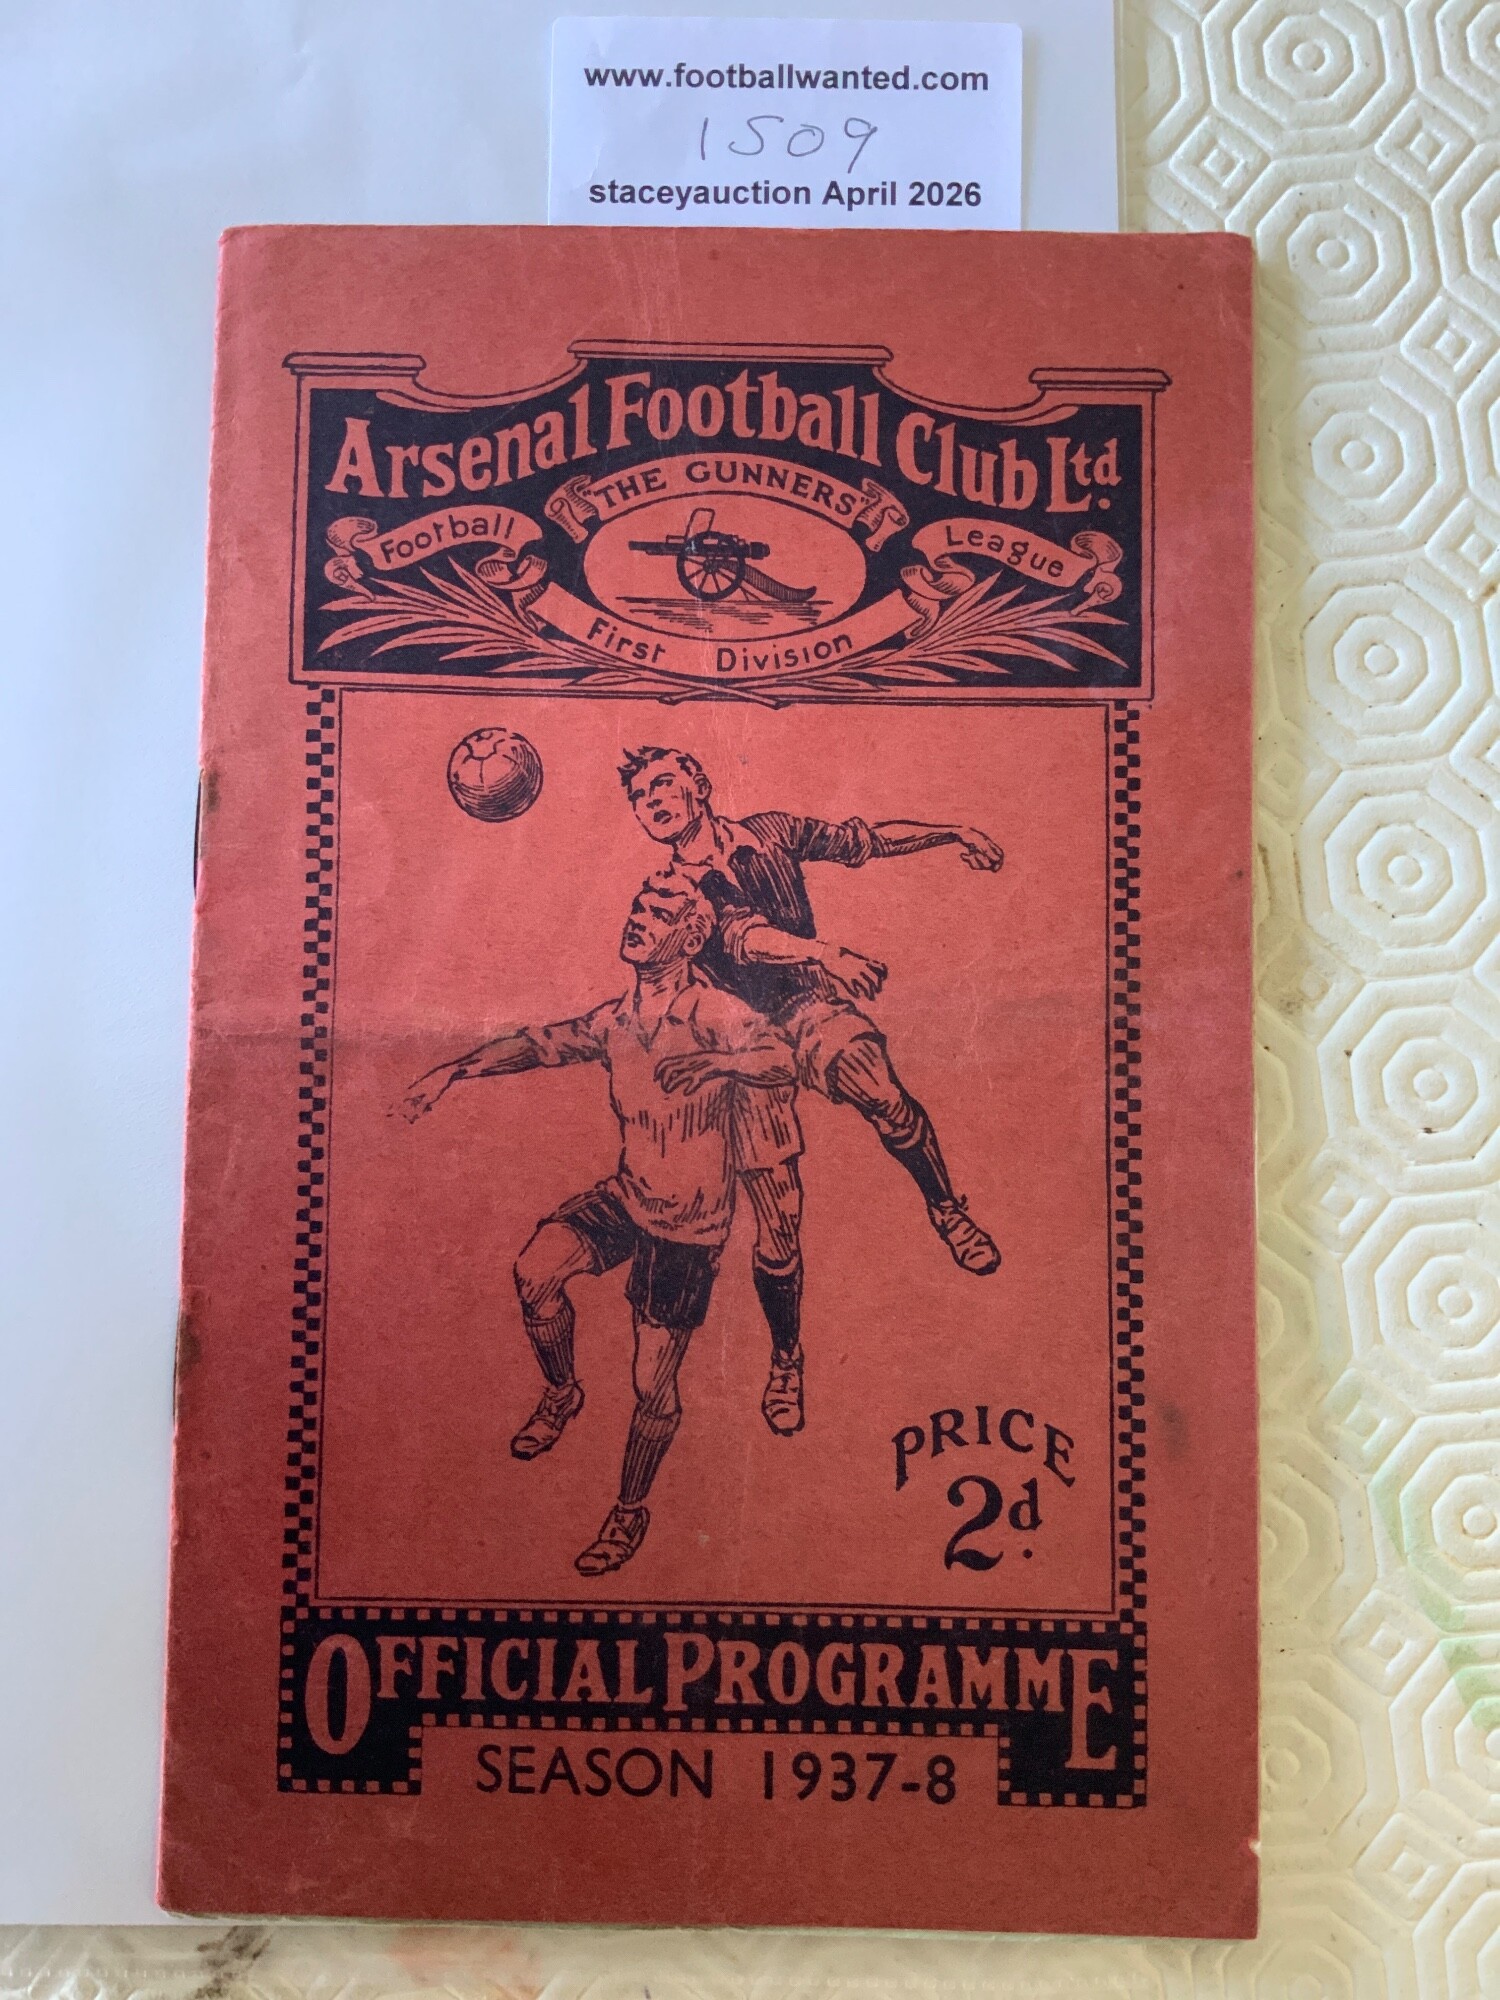 www.footballwanted.com
1509
staceyauction April 2026
Arsenal Football Club Ltd.
"THE GUNNERS"
Football League
First Division
PRICE
2d.
OFFICIAL PROGRAMME
SEASON 1937-8